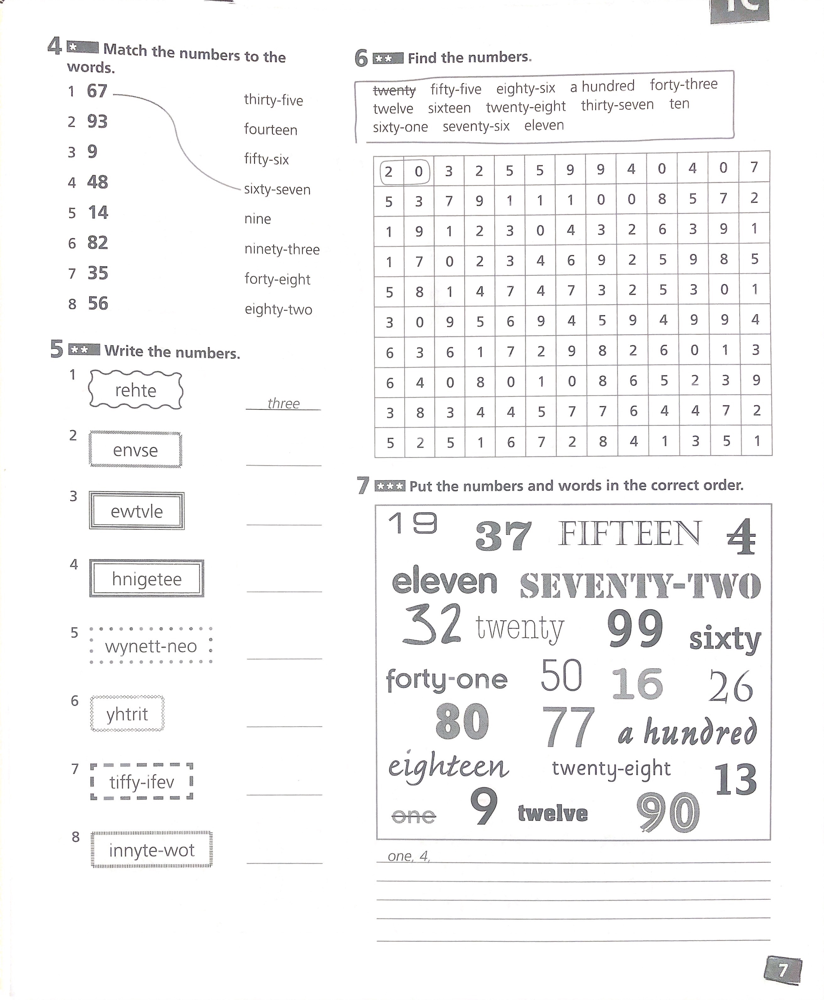 1C
4 ★ Match the numbers to the
words.
1 67
2 93
3 9
4 48
5 14
6 82
7 35
8 56
thirty-five
fourteen
fifty-six
sixty-seven
nine
ninety-three
forty-eight
eighty-two
5 ★★ Write the numbers.
1 rehte three
2 envse
3 ewtvle
4 hnigetee
5 wynett-neo
6 yhtrit
7 tiffy-ifev
8 innyte-wot
6 ★★ Find the numbers.
twenty fifty-five eighty-six a hundred forty-three
twelve sixteen twenty-eight thirty-seven ten
sixty-one seventy-six eleven
2 0 3 2 5 5 9 9 4 0 4 0 7
5 3 7 9 1 1 1 0 0 8 5 7 2
1 9 1 2 3 0 4 3 2 6 3 9 1
1 7 0 2 3 4 6 9 2 5 9 8 5
5 8 1 4 7 4 7 3 2 5 3 0 1
3 0 9 5 6 9 4 5 9 4 9 9 4
6 3 6 1 7 2 9 8 2 6 0 1 3
6 4 0 8 0 1 0 8 6 5 2 3 9
3 8 3 4 4 5 7 7 6 4 4 7 2
5 2 5 1 6 7 2 8 4 1 3 5 1
7 ★★★ Put the numbers and words in the correct order.
19 37 FIFTEEN 4
eleven SEVENTY-TWO
32 twenty 99 sixty
forty-one 50 16 26
80 77 a hundred
eighteen twenty-eight 13
one 9 twelve 90
one, 4,
7